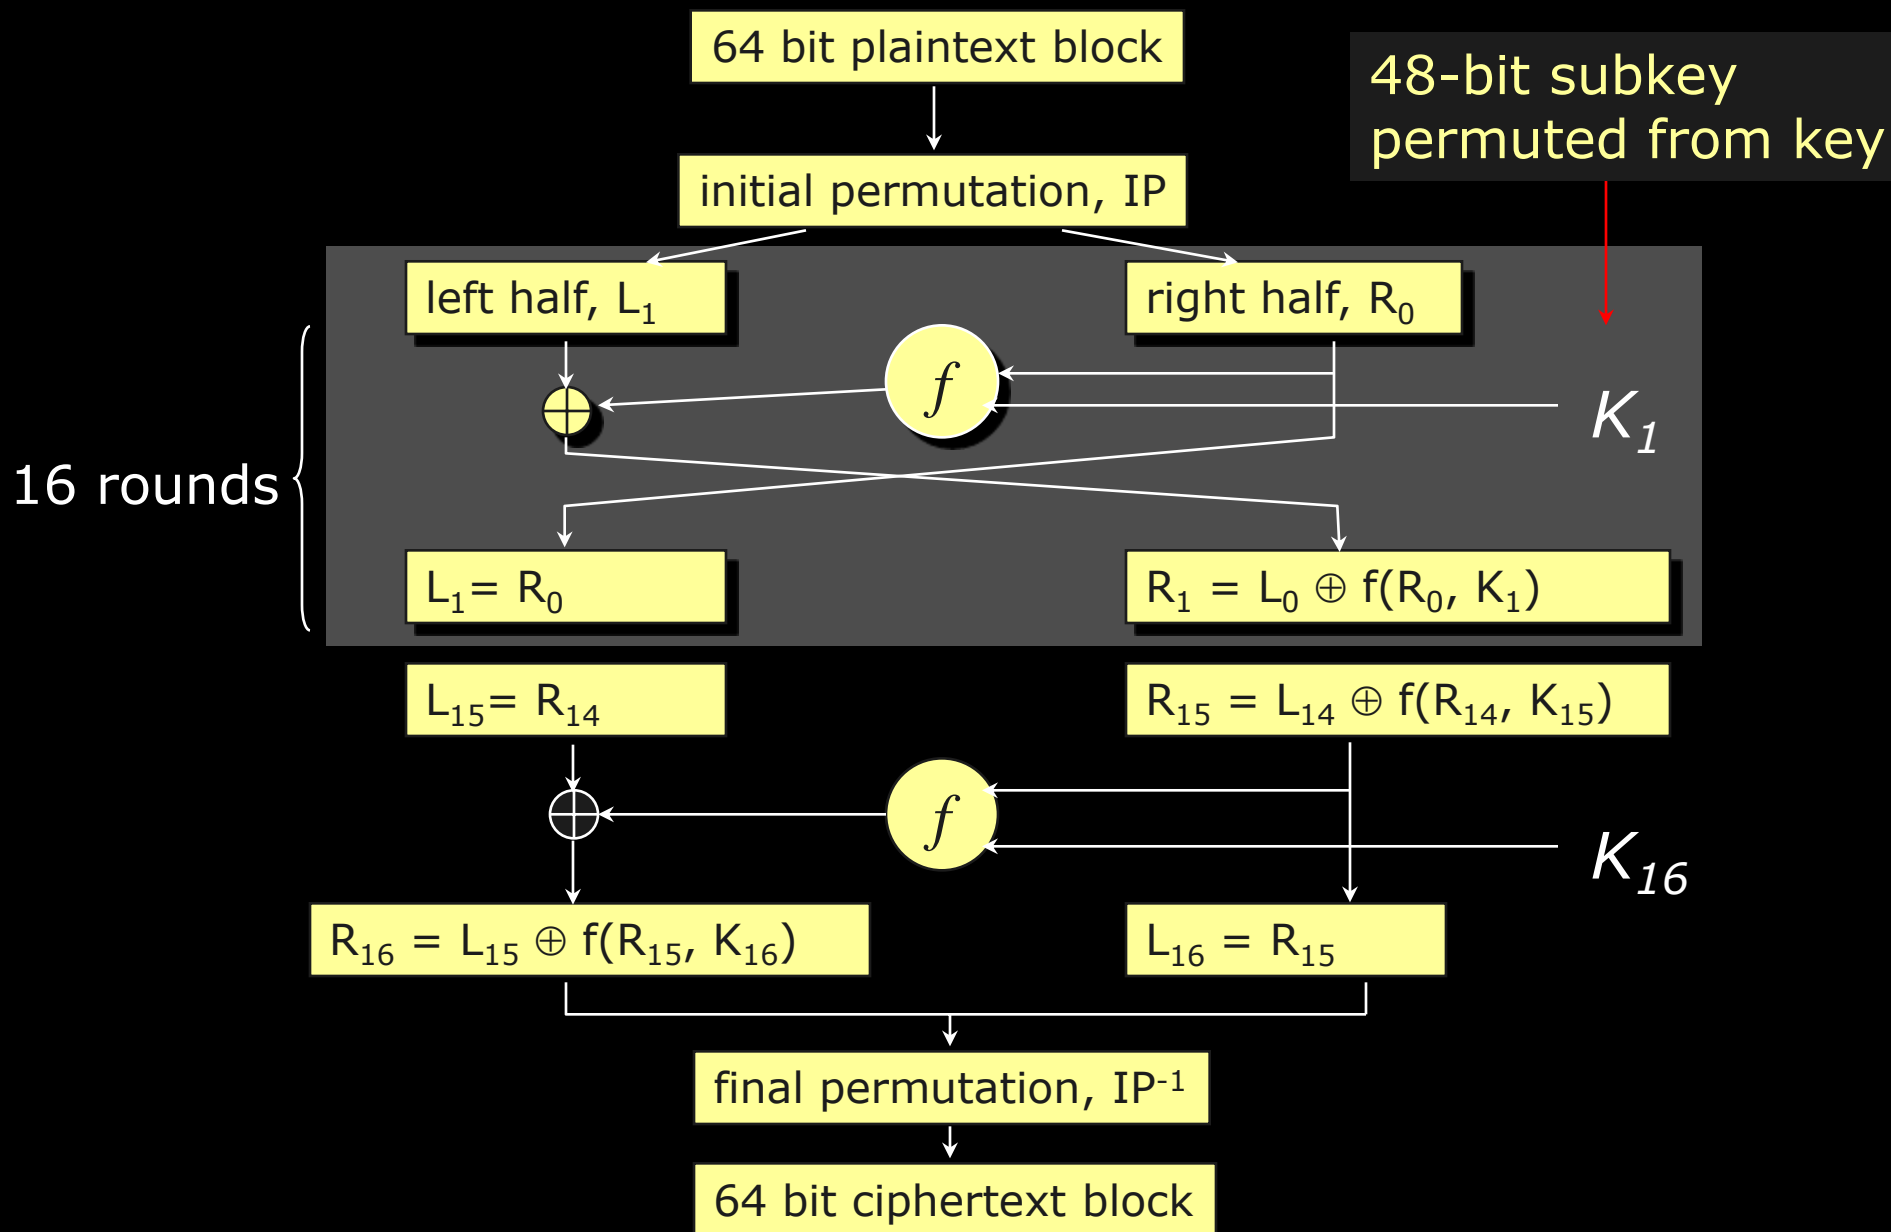 64 bit plaintext block
48-bit subkey
permuted from key
initial permutation, IP
left half, L₁
right half, R₀
f
K₁
16 rounds
L₁= R₀
R₁ = L₀ ⊕ f(R₀, K₁)
L₁₅= R₁₄
R₁₅ = L₁₄ ⊕ f(R₁₄, K₁₅)
f
K₁₆
R₁₆ = L₁₅ ⊕ f(R₁₅, K₁₆)
L₁₆ = R₁₅
final permutation, IP⁻¹
64 bit ciphertext block